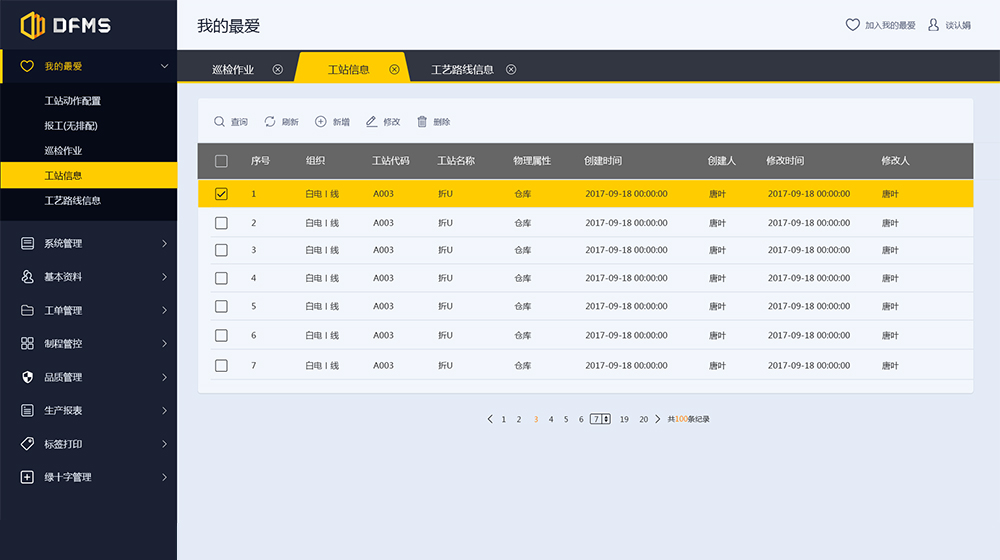 DFMS
我的最爱
加入我的最爱 谈认娟
我的最爱
工站动作配置
报工(无排配)
巡检作业
工站信息
工艺路线信息
系统管理
基本资料
工单管理
制程管控
品质管理
生产报表
标签打印
绿十字管理
巡检作业 工站信息 工艺路线信息
查询 刷新 新增 修改 删除
序号 组织 工站代码 工站名称 物理属性 创建时间 创建人 修改时间 修改人
1 白电 I 线 A003 折U 仓库 2017-09-18 00:00:00 唐叶 2017-09-18 00:00:00 唐叶
2 白电 I 线 A003 折U 仓库 2017-09-18 00:00:00 唐叶 2017-09-18 00:00:00 唐叶
3 白电 I 线 A003 折U 仓库 2017-09-18 00:00:00 唐叶 2017-09-18 00:00:00 唐叶
4 白电 I 线 A003 折U 仓库 2017-09-18 00:00:00 唐叶 2017-09-18 00:00:00 唐叶
5 白电 I 线 A003 折U 仓库 2017-09-18 00:00:00 唐叶 2017-09-18 00:00:00 唐叶
6 白电 I 线 A003 折U 仓库 2017-09-18 00:00:00 唐叶 2017-09-18 00:00:00 唐叶
7 白电 I 线 A003 折U 仓库 2017-09-18 00:00:00 唐叶 2017-09-18 00:00:00 唐叶
1 2 3 4 5 6 7 19 20 共100条纪录